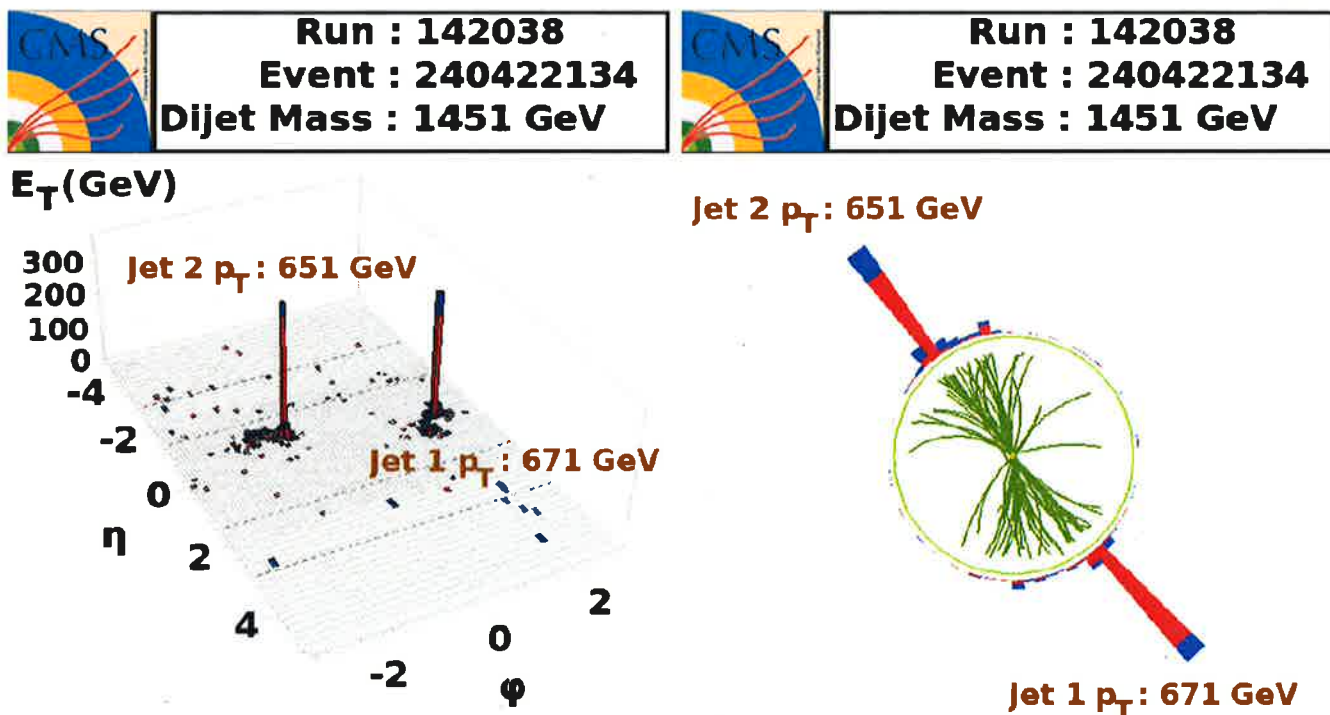 CMS
Run : 142038
Event : 240422134
Dijet Mass : 1451 GeV
CMS
Run : 142038
Event : 240422134
Dijet Mass : 1451 GeV
E_T(GeV)
300
200
100
0
-4
-2
0
2
4
η
-2
0
2
φ
Jet 2 p_T : 651 GeV
Jet 1 p_T : 671 GeV
Jet 2 p_T : 651 GeV
Jet 1 p_T : 671 GeV